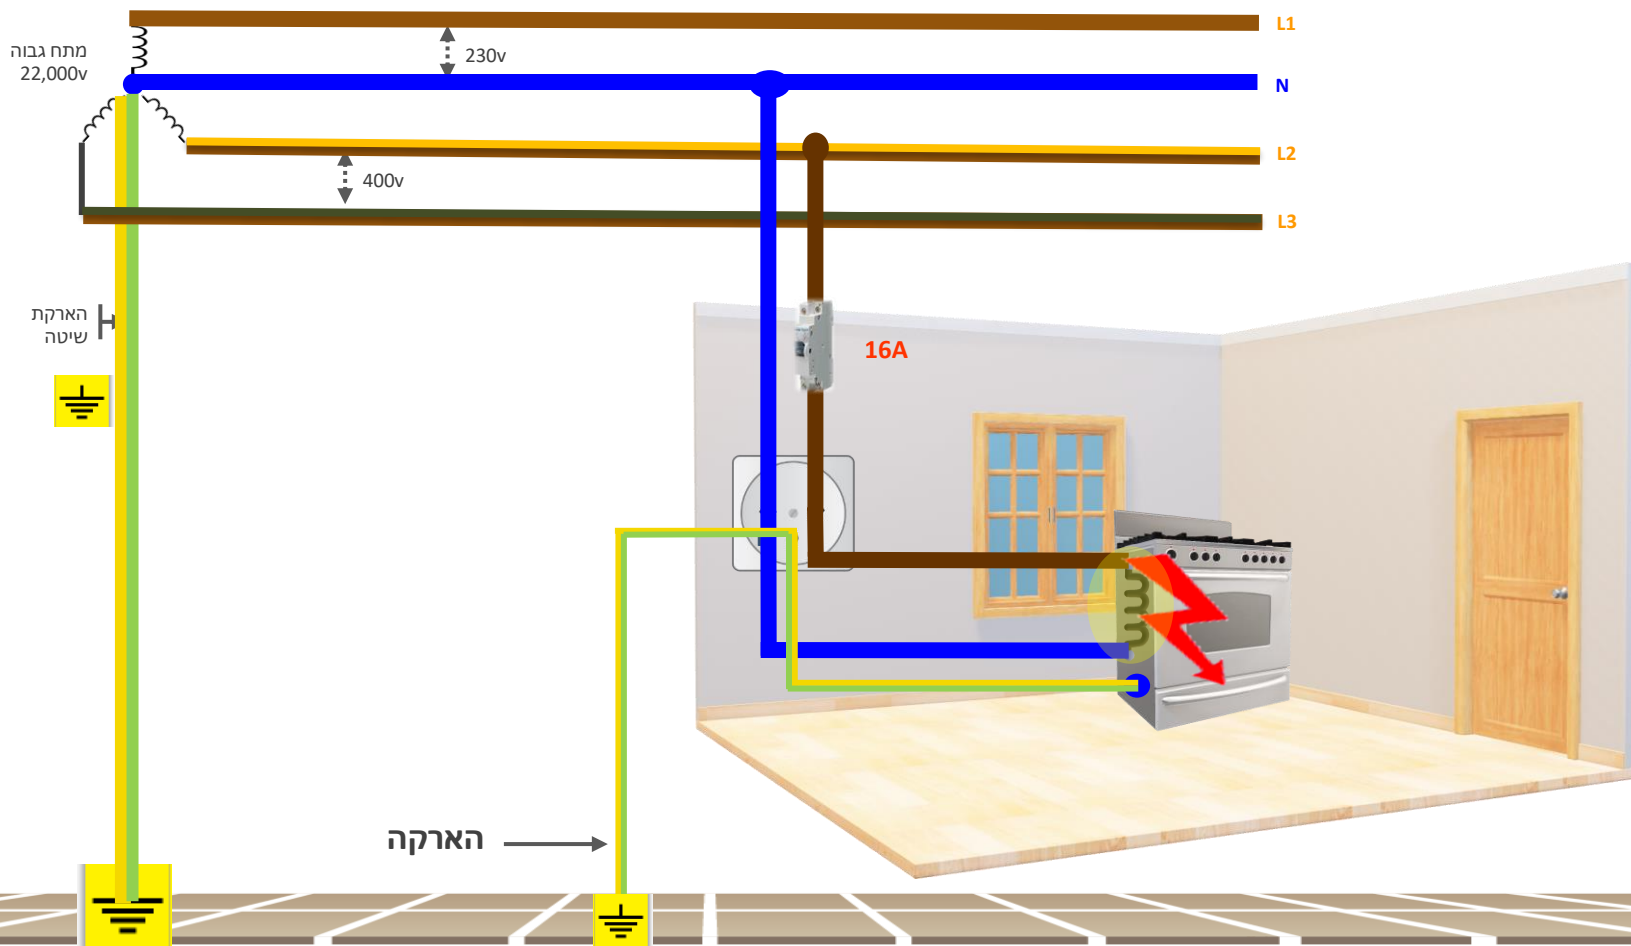 L1
מתח גבוה
22,000v
230v
N
L2
400v
L3
הארקת
שיטה
16A
הארקה